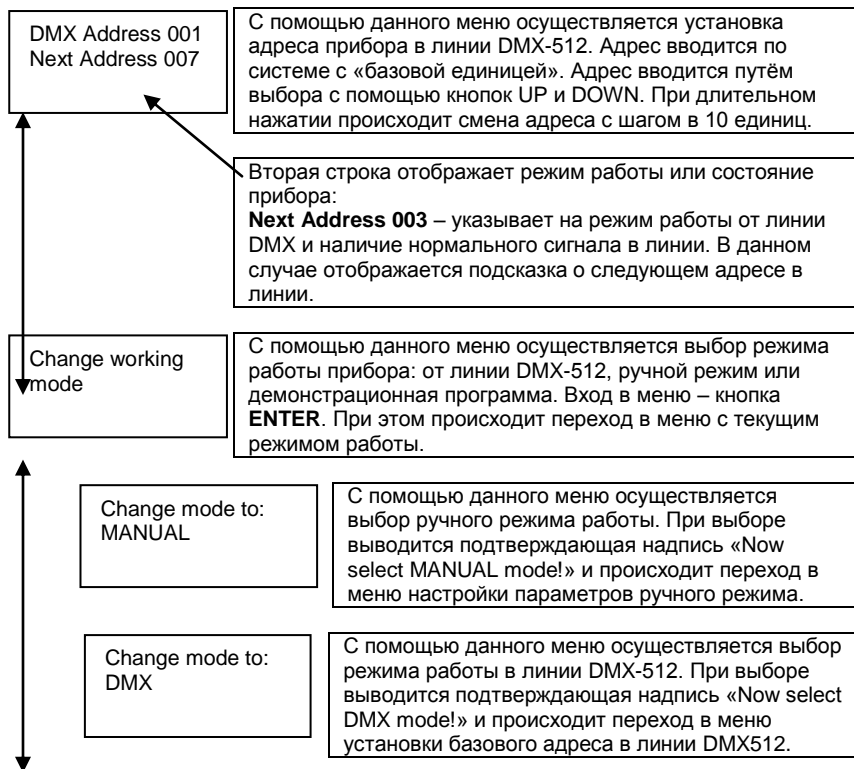 DMX Address 001
Next Address 007
С помощью данного меню осуществляется установка
адреса прибора в линии DMX-512. Адрес вводится по
системе с «базовой единицей». Адрес вводится путём
выбора с помощью кнопок UP и DOWN. При длительном
нажатии происходит смена адреса с шагом в 10 единиц.
Вторая строка отображает режим работы или состояние
прибора:
Next Address 003 – указывает на режим работы от линии
DMX и наличие нормального сигнала в линии. В данном
случае отображается подсказка о следующем адресе в
линии.
Change working
mode
С помощью данного меню осуществляется выбор режима
работы прибора: от линии DMX-512, ручной режим или
демонстрационная программа. Вход в меню – кнопка
ENTER. При этом происходит переход в меню с текущим
режимом работы.
Change mode to:
MANUAL
С помощью данного меню осуществляется
выбор ручного режима работы. При выборе
выводится подтверждающая надпись «Now
select MANUAL mode!» и происходит переход в
меню настройки параметров ручного режима.
Change mode to:
DMX
С помощью данного меню осуществляется выбор
режима работы в линии DMX-512. При выборе
выводится подтверждающая надпись «Now select
DMX mode!» и происходит переход в меню
установки базового адреса в линии DMX512.